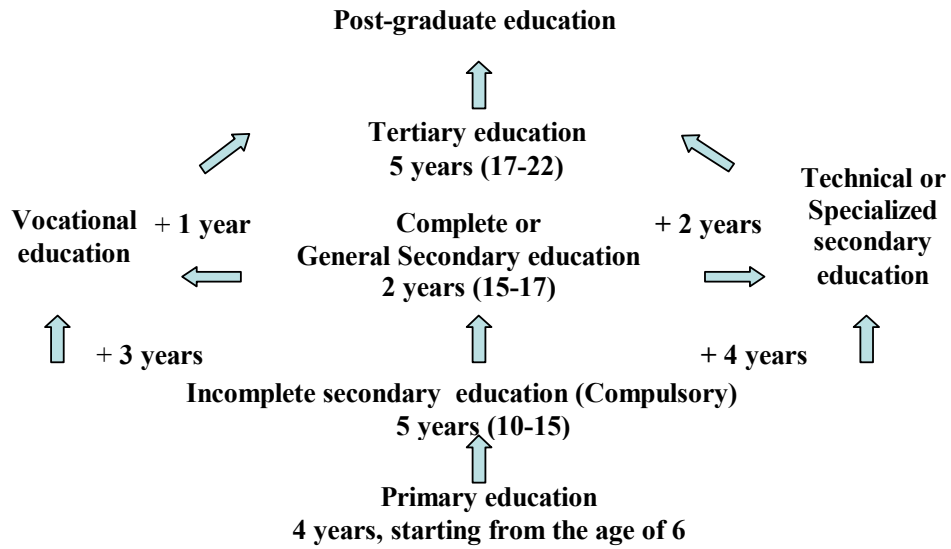 Post-graduate education
Tertiary education
5 years (17-22)
Vocational
education
+ 1 year
Complete or
General Secondary education
2 years (15-17)
+ 2 years
Technical or
Specialized
secondary
education
+ 3 years
+ 4 years
Incomplete secondary education (Compulsory)
5 years (10-15)
Primary education
4 years, starting from the age of 6